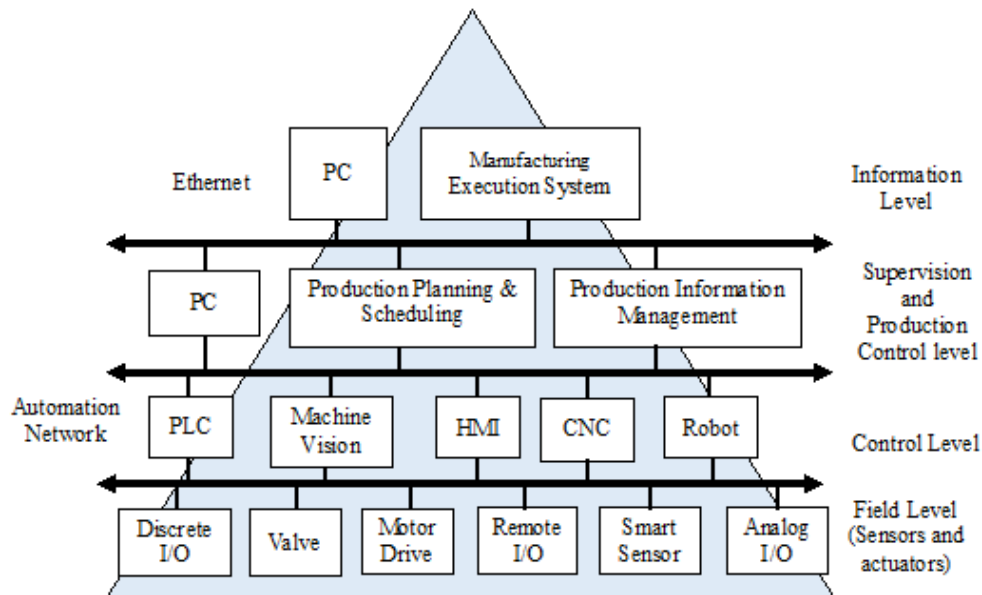 Ethernet
PC
Manufacturing
Execution System
Information
Level
PC
Production Planning &
Scheduling
Production Information
Management
Supervision
and
Production
Control level
Automation
Network
PLC
Machine
Vision
HMI
CNC
Robot
Control Level
Discrete
I/O
Valve
Motor
Drive
Remote
I/O
Smart
Sensor
Analog
I/O
Field Level
(Sensors and
actuators)